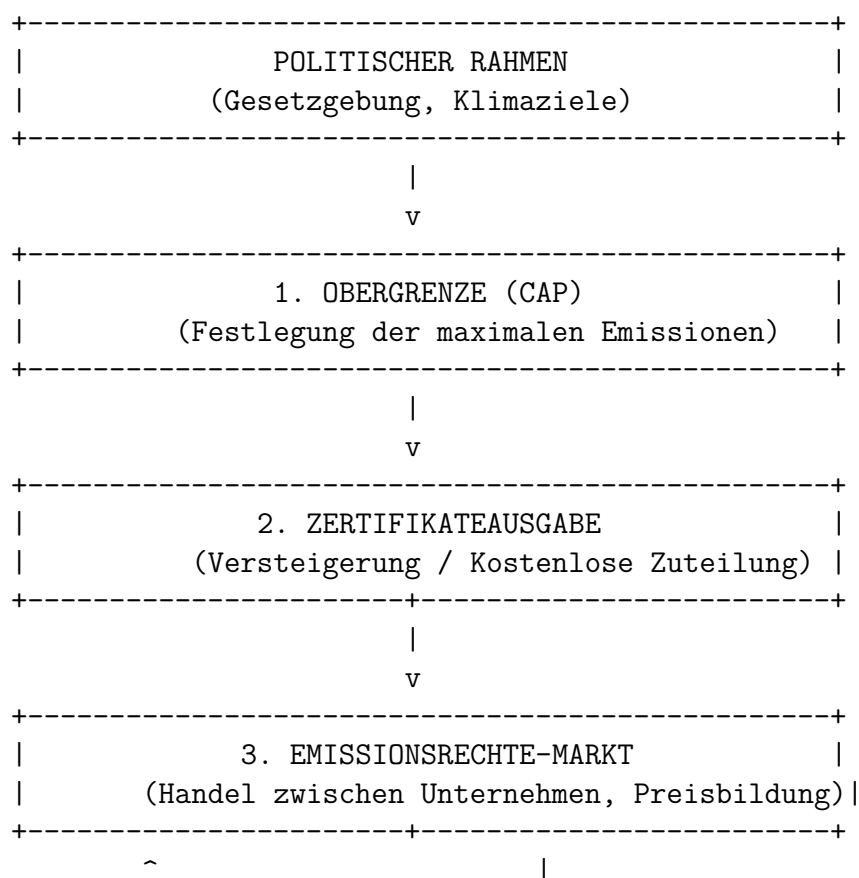 +-------------------------------------------------+
|               POLITISCHER RAHMEN                |
|           (Gesetzgebung, Klimaziele)            |
+-------------------------------------------------+
                        |
                        v
+-------------------------------------------------+
|               1. OBERGRENZE (CAP)               |
|         (Festlegung der maximalen Emissionen)   |
+-------------------------------------------------+
                        |
                        v
+-------------------------------------------------+
|              2. ZERTIFIKATEAUSGABE              |
|          (Versteigerung / Kostenlose Zuteilung) |
+-----------------------+-------------------------+
                        |
                        v
+-------------------------------------------------+
|             3. EMISSIONSRECHTE-MARKT            |
|       (Handel zwischen Unternehmen, Preisbildung)|
+-----------------------+-------------------------+
        ^                       |